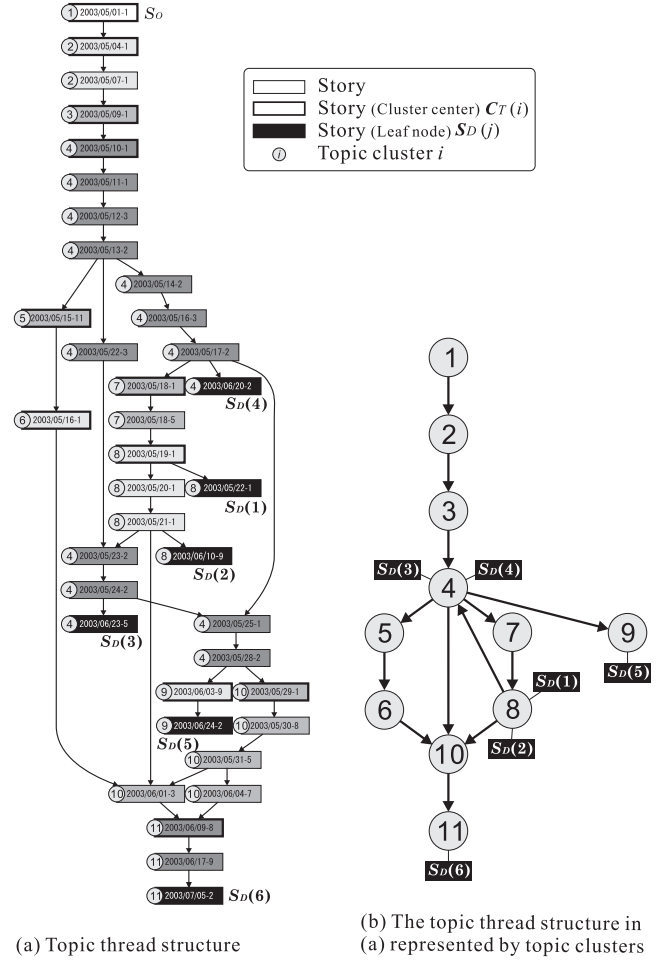 1 2003/05/01-1 SO
2 2003/05/04-1
2 2003/05/07-1
3 2003/05/09-1
4 2003/05/10-1
4 2003/05/11-1
4 2003/05/12-3
4 2003/05/13-2
4 2003/05/14-2
5 2003/05/15-11
4 2003/05/16-3
4 2003/05/22-3
4 2003/05/17-2
7 2003/05/18-1
4 2003/06/20-2
SD(4)
6 2003/05/16-1
7 2003/05/18-5
8 2003/05/19-1
8 2003/05/20-1
8 2003/05/22-1
SD(1)
8 2003/05/21-1
4 2003/05/23-2
8 2003/06/10-9
SD(2)
4 2003/05/24-2
4 2003/06/23-5
SD(3)
4 2003/05/25-1
4 2003/05/28-2
9 2003/06/03-9
10 2003/05/29-1
9 2003/06/24-2
SD(5)
10 2003/05/30-8
10 2003/05/31-5
10 2003/06/01-3
10 2003/06/04-7
11 2003/06/09-8
11 2003/06/17-9
11 2003/07/05-2 SD(6)
(a) Topic thread structure
Story
Story (Cluster center) CT(i)
Story (Leaf node) SD(j)
i Topic cluster i
1
2
3
SD(3)
SD(4)
4
5
7
9
SD(5)
6
8
SD(1)
SD(2)
10
11
SD(6)
(b) The topic thread structure in
(a) represented by topic clusters